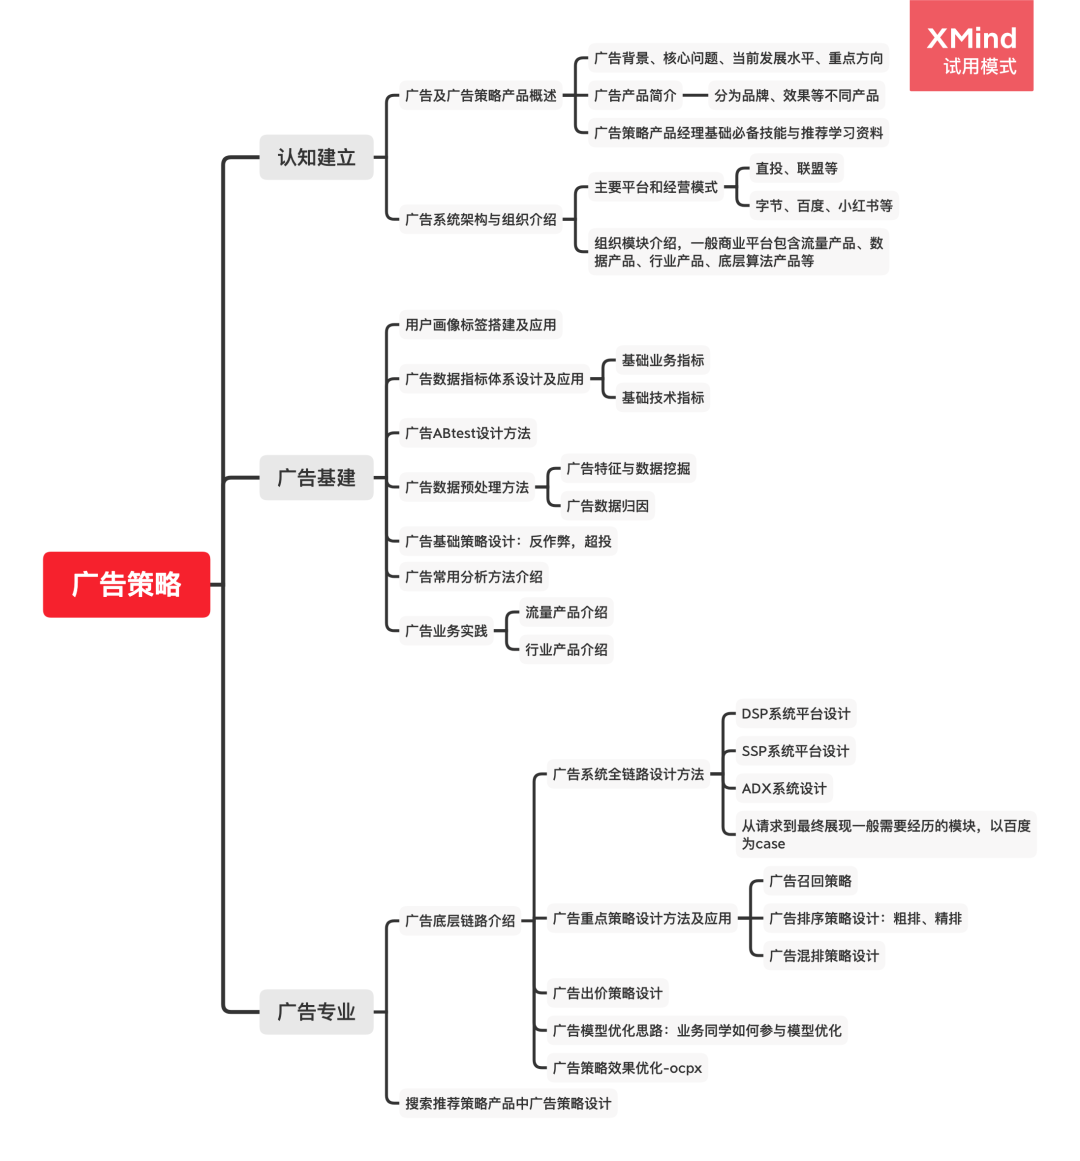 XMind
试用模式
广告策略
认知建立
广告及广告策略产品概述
广告背景、核心问题、当前发展水平、重点方向
广告产品简介
分为品牌、效果等不同产品
广告策略产品经理基础必备技能与推荐学习资料
广告系统架构与组织介绍
主要平台和经营模式
直投、联盟等
字节、百度、小红书等
组织模块介绍，一般商业平台包含流量产品、数
据产品、行业产品、底层算法产品等
广告基建
用户画像标签搭建及应用
广告数据指标体系设计及应用
基础业务指标
基础技术指标
广告ABtest设计方法
广告数据预处理方法
广告特征与数据挖掘
广告数据归因
广告基础策略设计：反作弊，超投
广告常用分析方法介绍
广告业务实践
流量产品介绍
行业产品介绍
广告专业
广告底层链路介绍
广告系统全链路设计方法
DSP系统平台设计
SSP系统平台设计
ADX系统设计
从请求到最终展现一般需要经历的模块，以百度
为case
广告重点策略设计方法及应用
广告召回策略
广告排序策略设计：粗排、精排
广告混排策略设计
广告出价策略设计
广告模型优化思路：业务同学如何参与模型优化
广告策略效果优化-ocpx
搜索推荐策略产品中广告策略设计